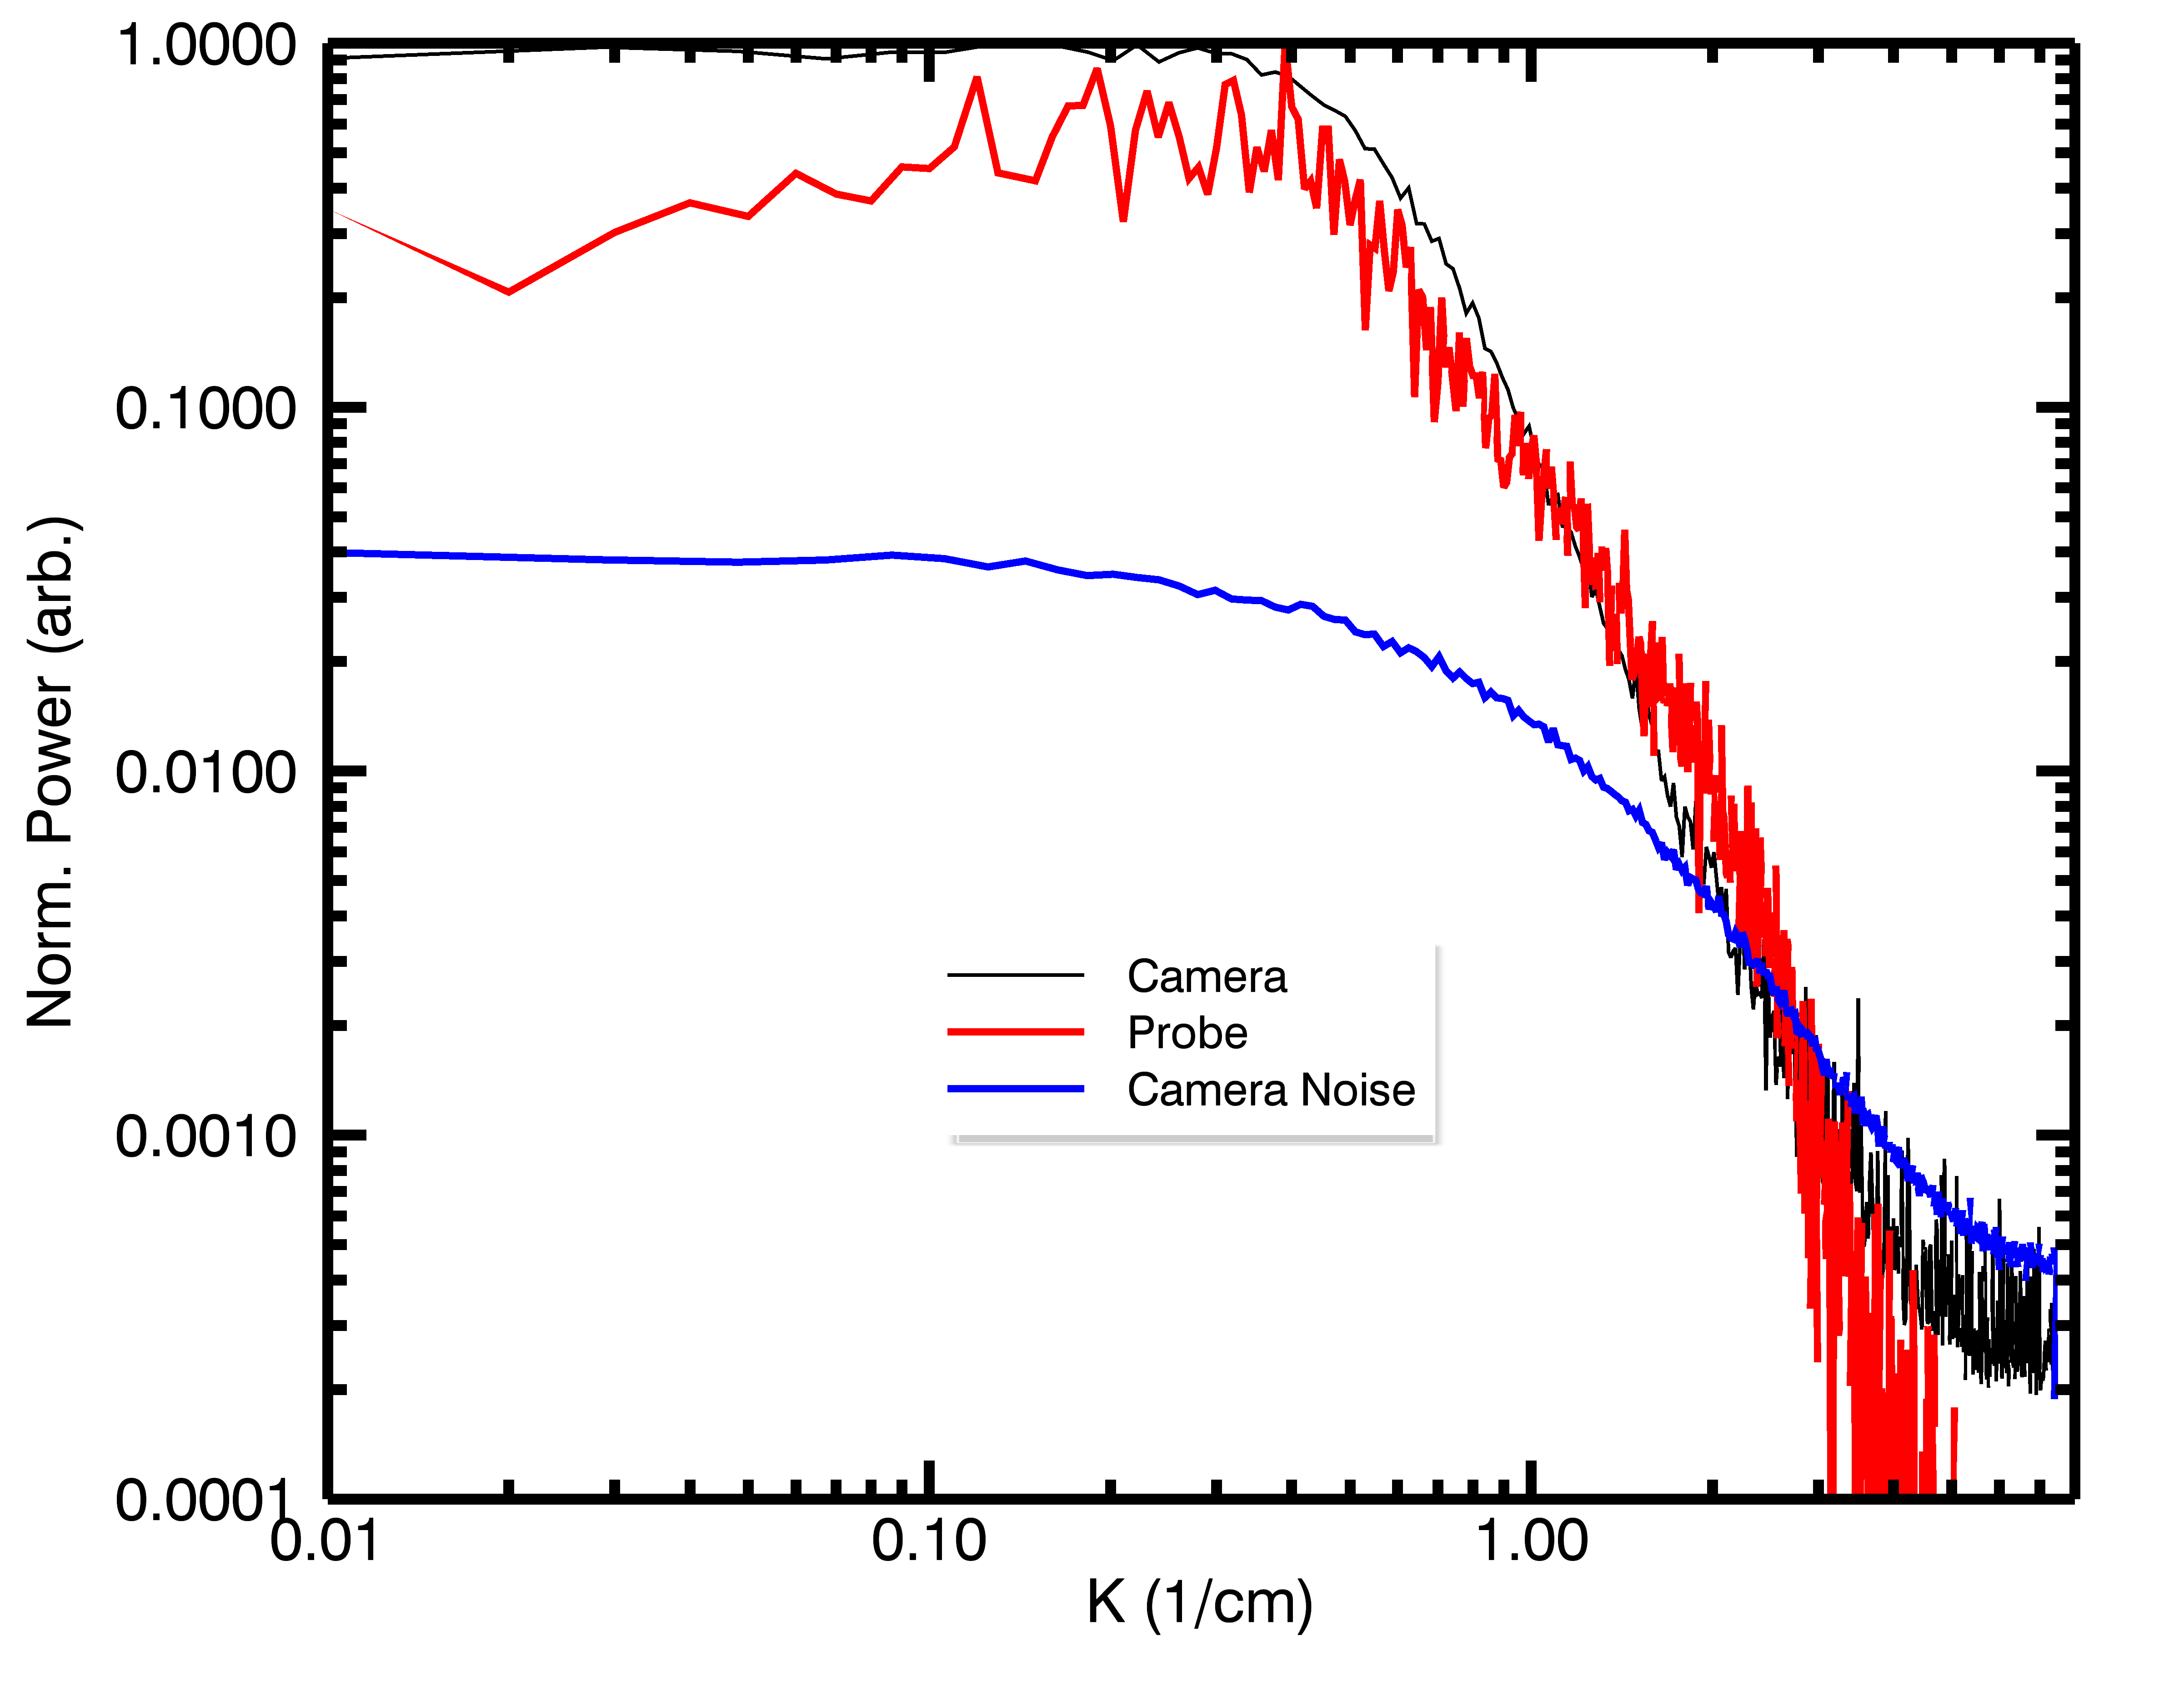 1.0000
0.1000
0.0100
0.0010
0.0001
Norm. Power (arb.)
Camera
Probe
Camera Noise
0.01 0.10 1.00
K (1/cm)